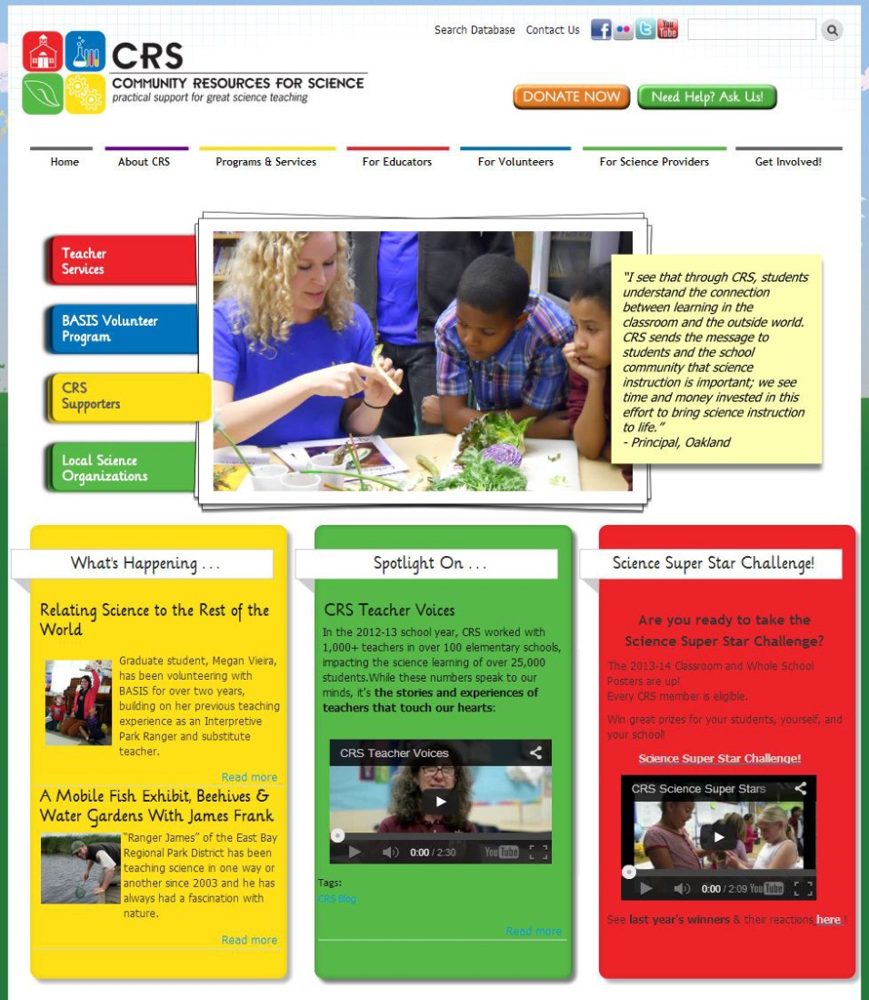 Search Database Contact Us
You Tube
CRS
COMMUNITY RESOURCES FOR SCIENCE
practical support for great science teaching
DONATE NOW Need Help? Ask Us!
Home About CRS Programs & Services For Educators For Volunteers For Science Providers Get Involved!
Teacher
Services
BASIS Volunteer
Program
CRS
Supporters
Local Science
Organizations
"I see that through CRS, students
understand the connection
between learning in the
classroom and the outside world.
CRS sends the message to
students and the school
community that science
instruction is important; we see
time and money invested in this
effort to bring science instruction
to life."
- Principal, Oakland
What's Happening . . .
Relating Science to the Rest of the
World
Graduate student, Megan Vieira,
has been volunteering with
BASIS for over two years,
building on her previous teaching
experience as an Interpretive
Park Ranger and substitute
teacher.
Read more
A Mobile Fish Exhibit, Beehives &
Water Gardens With James Frank
"Ranger James" of the East Bay
Regional Park District has been
teaching science in one way or
another since 2003 and he has
always had a fascination with
nature.
Read more
Spotlight On . . .
CRS Teacher Voices
In the 2012-13 school year, CRS worked with
1,000+ teachers in over 100 elementary schools,
impacting the science learning of over 25,000
students.While these numbers speak to our
minds, it's the stories and experiences of
teachers that touch our hearts:
CRS Teacher Voices
0:00 / 2:30 YouTube
Tags:
CRS Blog
Read more
Science Super Star Challenge!
Are you ready to take the
Science Super Star Challenge?
The 2013-14 Classroom and Whole School
Posters are up!
Every CRS member is eligible.
Win great prizes for your students, yourself, and
your school!
Science Super Star Challenge!
CRS Science Super Stars
0:00 / 2:09 YouTube
See last year's winners & their reactions here !